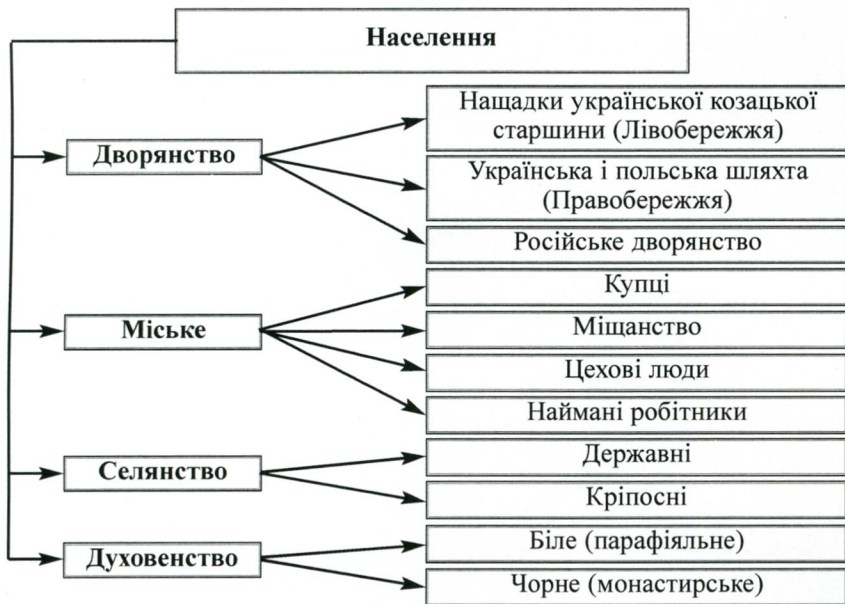 Населення
Дворянство
Нащадки української козацької
старшини (Лівобережжя)
Українська і польська шляхта
(Правобережжя)
Російське дворянство
Міське
Купці
Міщанство
Цехові люди
Наймані робітники
Селянство
Державні
Кріпосні
Духовенство
Біле (парафіяльне)
Чорне (монастирське)